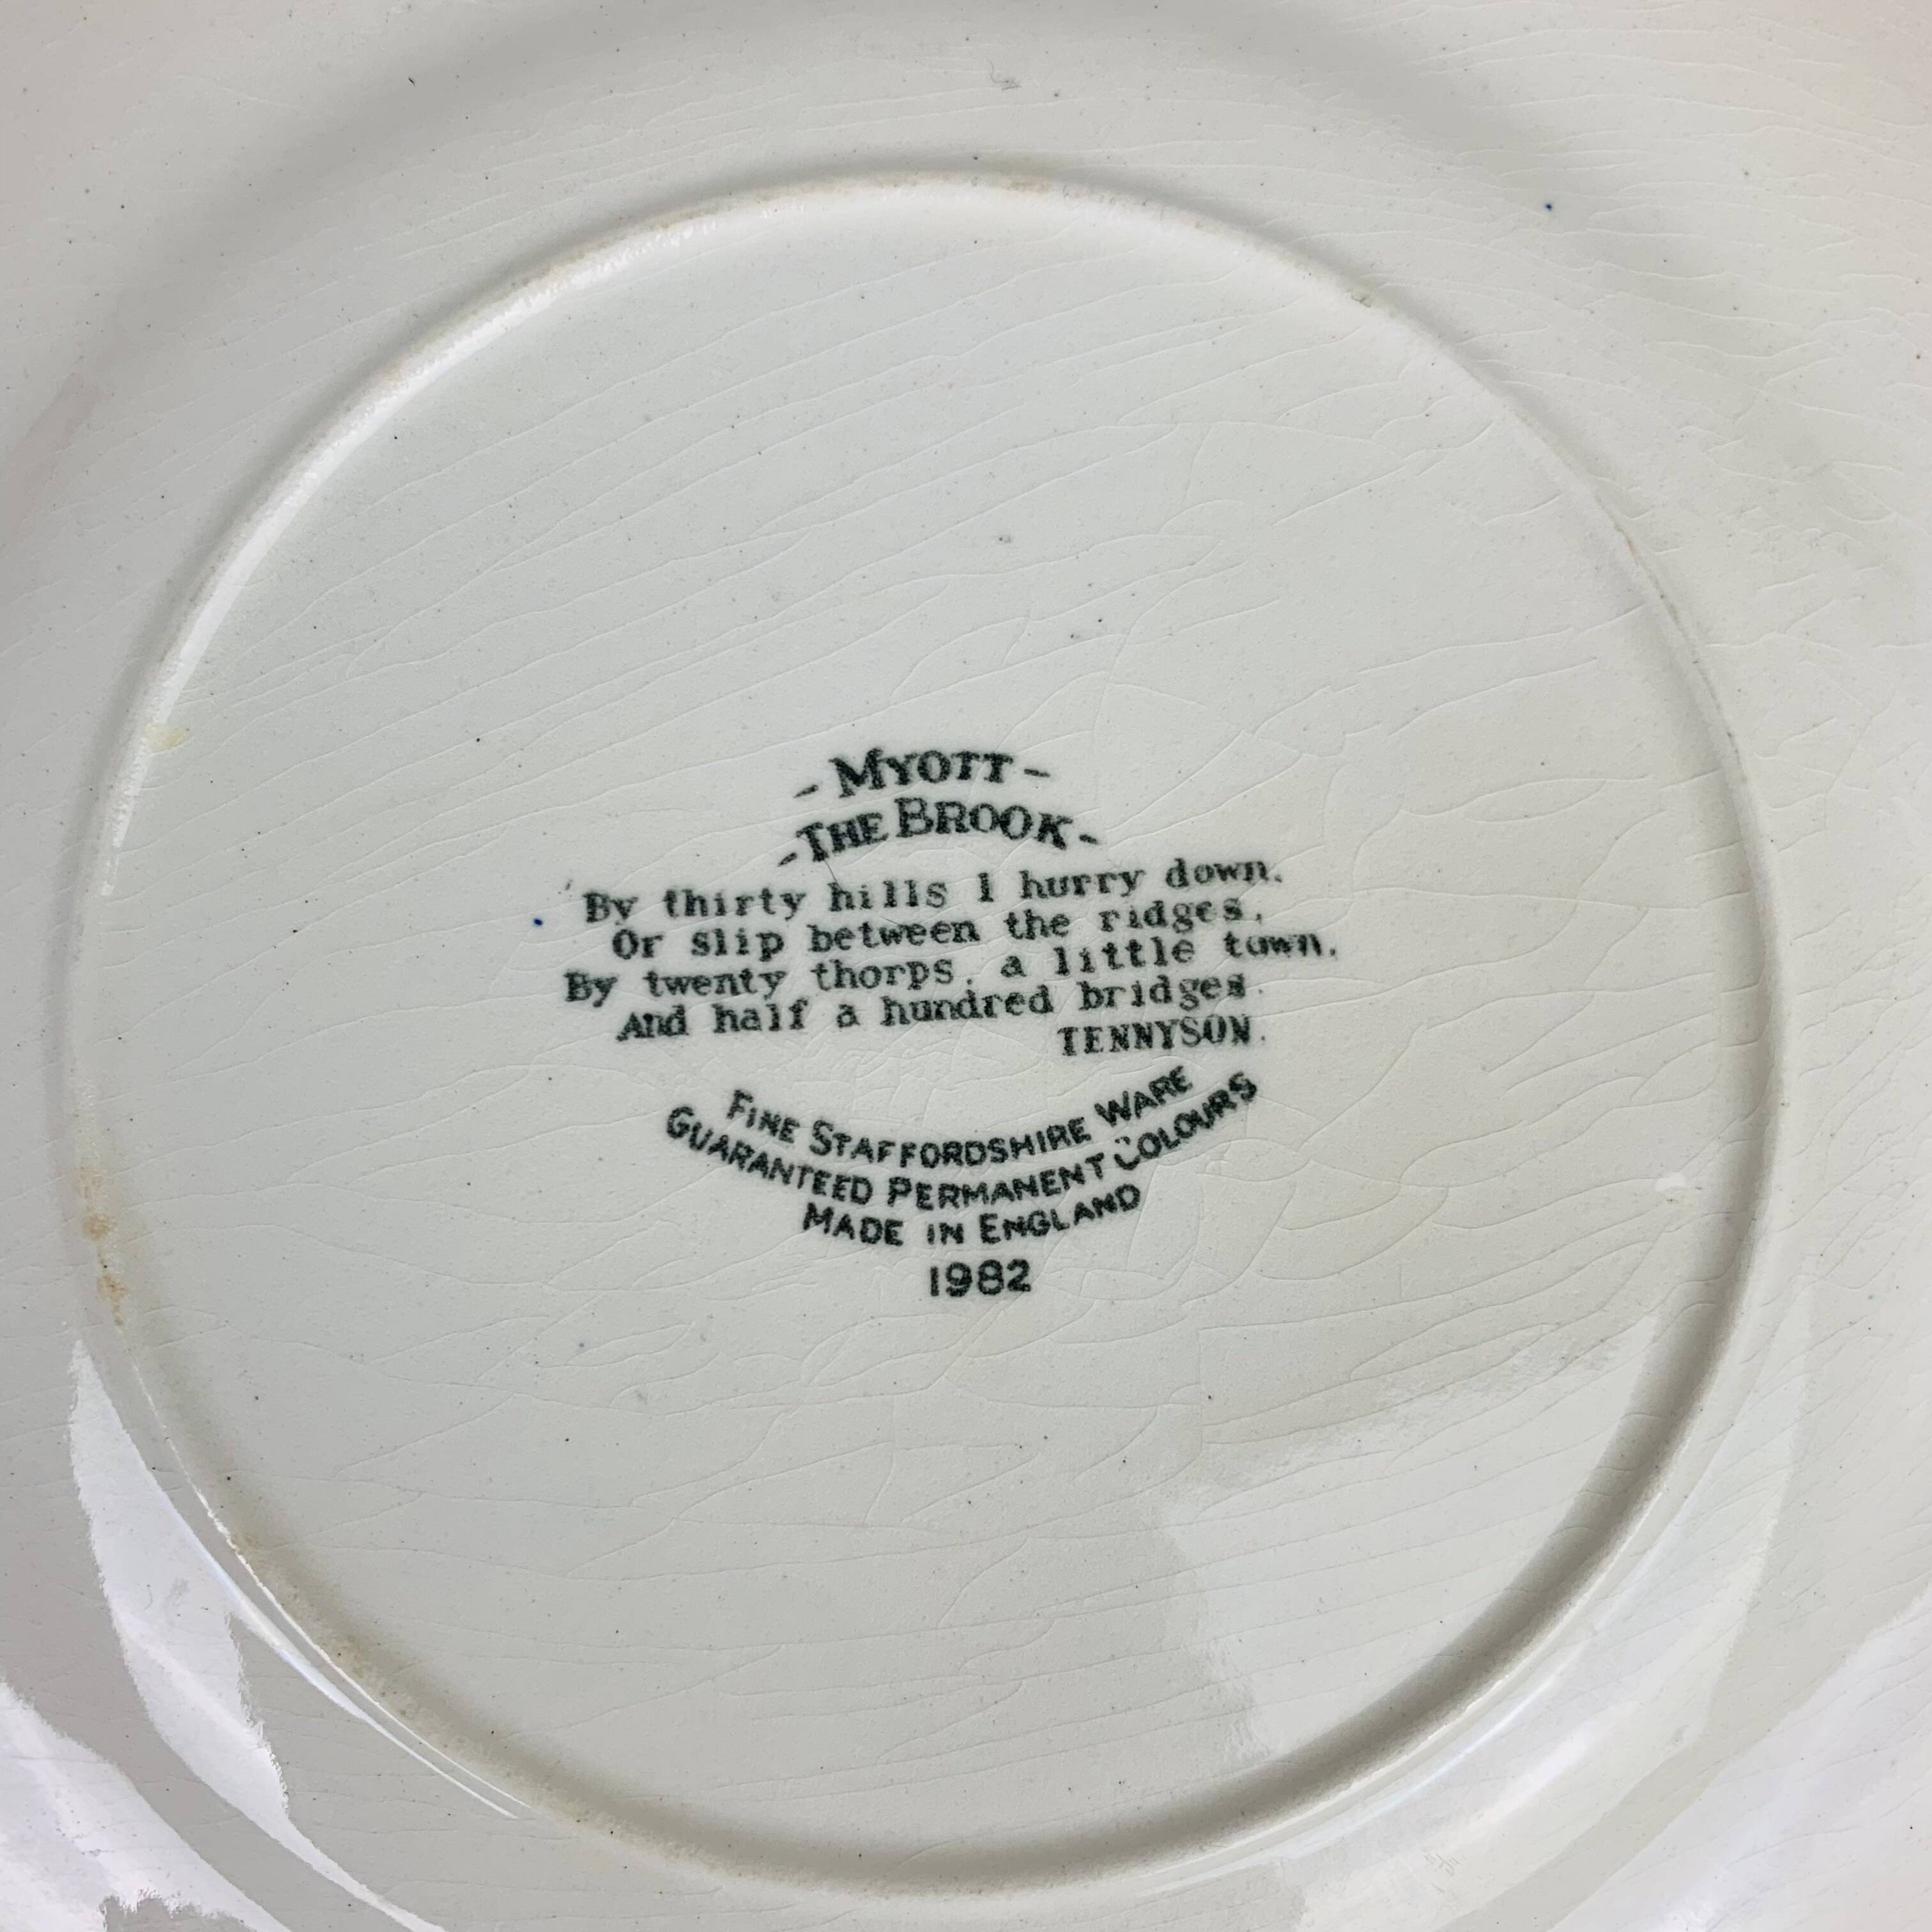 - MYOTT -
- THE BROOK -
By thirty hills I hurry down,
Or slip between the ridges,
By twenty thorps, a little town,
And half a hundred bridges.
TENNYSON.
FINE STAFFORDSHIRE WARE
GUARANTEED PERMANENT COLOURS
MADE IN ENGLAND
1982